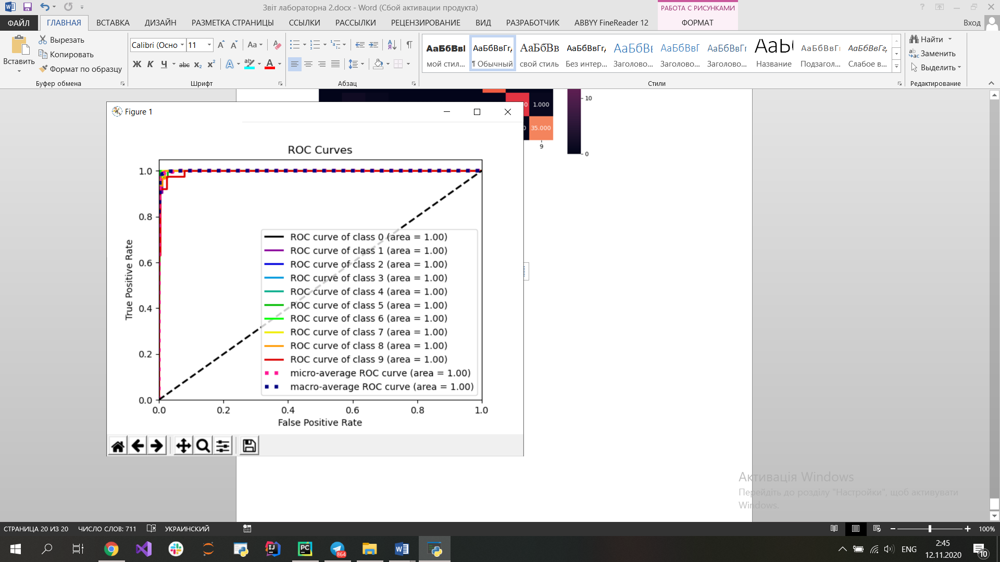 Звіт лабораторна 2.docx - Word (Сбой активации продукта)
РАБОТА С РИСУНКАМИ
ФАЙЛ ГЛАВНАЯ ВСТАВКА ДИЗАЙН РАЗМЕТКА СТРАНИЦЫ ССЫЛКИ РАССЫЛКИ РЕЦЕНЗИРОВАНИЕ ВИД РАЗРАБОТЧИК ABBYY FineReader 12 ФОРМАТ Вход
Вставить
Вырезать
Копировать
Формат по образцу
Буфер обмена
Calibri (Осно 11
Aa
Ж К Ч abc x₂ x²
Шрифт
Абзац
АаБбВвІ АаБбВвГг, АаБбВв АаБбВвГг, АаБбВі АаБбВвГ АаБбВвГг АаБ АаБбВвГг АаБбВвГг,
мой стил... ¶ Обычный свой стиль Без интер... Заголово... Заголово... Заголово... Название Подзагол... Слабое в...
Стили
Найти
Заменить
Выделить
Редактирование
0 1.000
0 35.000
9
10
0
Figure 1
ROC Curves
True Positive Rate
1.0
0.8
0.6
0.4
0.2
0.0
ROC curve of class 0 (area = 1.00)
ROC curve of class 1 (area = 1.00)
ROC curve of class 2 (area = 1.00)
ROC curve of class 3 (area = 1.00)
ROC curve of class 4 (area = 1.00)
ROC curve of class 5 (area = 1.00)
ROC curve of class 6 (area = 1.00)
ROC curve of class 7 (area = 1.00)
ROC curve of class 8 (area = 1.00)
ROC curve of class 9 (area = 1.00)
micro-average ROC curve (area = 1.00)
macro-average ROC curve (area = 1.00)
0.0 0.2 0.4 0.6 0.8 1.0
False Positive Rate
Активація Windows
Перейдіть до розділу "Настройки", щоб активувати
Windows.
СТРАНИЦА 20 ИЗ 20 ЧИСЛО СЛОВ: 711 УКРАИНСКИЙ 100%
864
ENG
2:45
12.11.2020
10